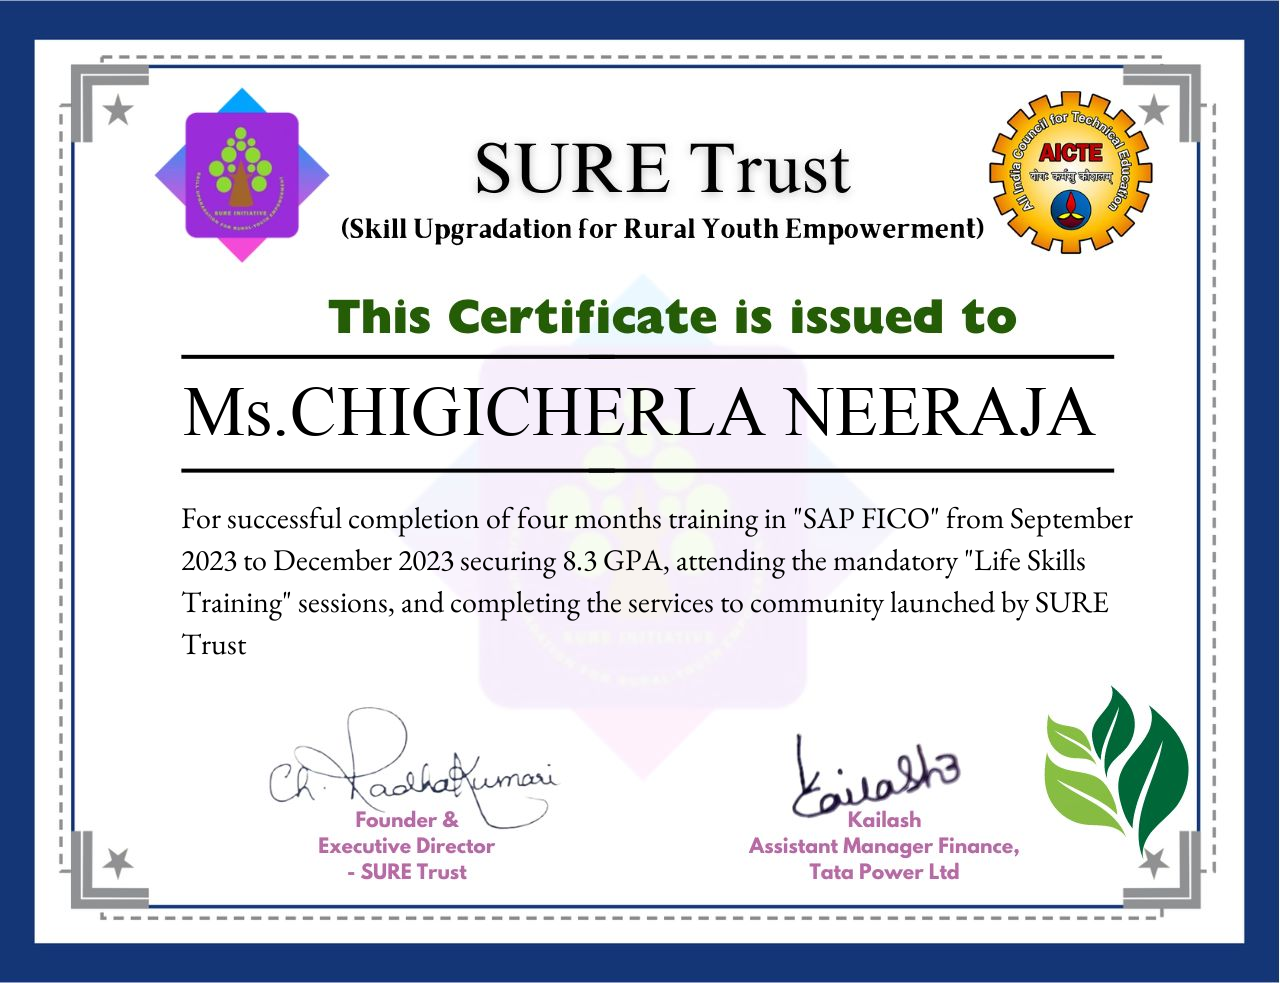 SURE Trust
(Skill Upgradation for Rural Youth Empowerment)
SURE INITIATIVE
SKILL UPGRADATION FOR RURAL YOUTH EMPOWERMENT
All India Council for Technical Education
AICTE
योगः कर्मसु कौशलम्
This Certificate is issued to
Ms.CHIGICHERLA NEERAJA
For successful completion of four months training in "SAP FICO" from September
2023 to December 2023 securing 8.3 GPA, attending the mandatory "Life Skills
Training" sessions, and completing the services to community launched by SURE
Trust
SURE INITIATIVE
Ch. RadhaKumari
Founder &
Executive Director
- SURE Trust
Kailash
Kailash
Assistant Manager Finance,
Tata Power Ltd